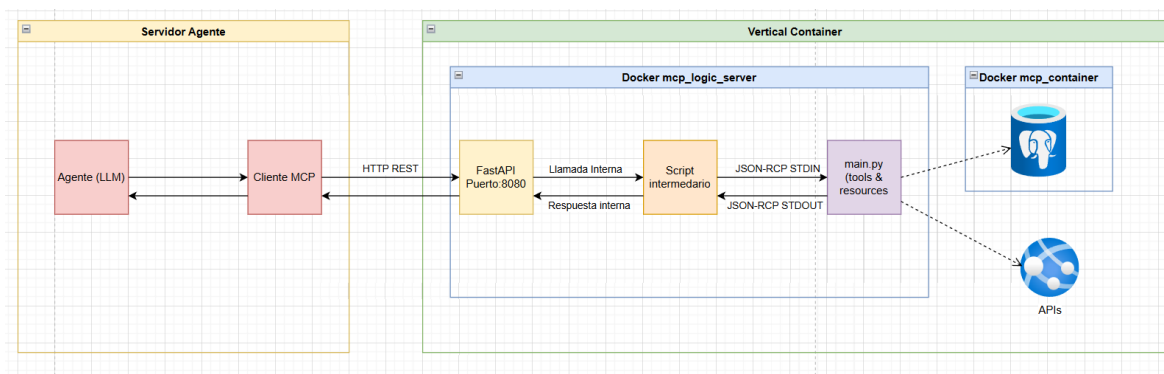 Servidor Agente
Vertical Container
Docker mcp_logic_server
Docker mcp_container
Agente (LLM)
Cliente MCP
HTTP REST
FastAPI
Puerto:8080
Llamada Interna
Respuesta interna
Script
intermedario
JSON-RCP STDIN
JSON-RCP STDOUT
main.py
(tools &
resources
APIs